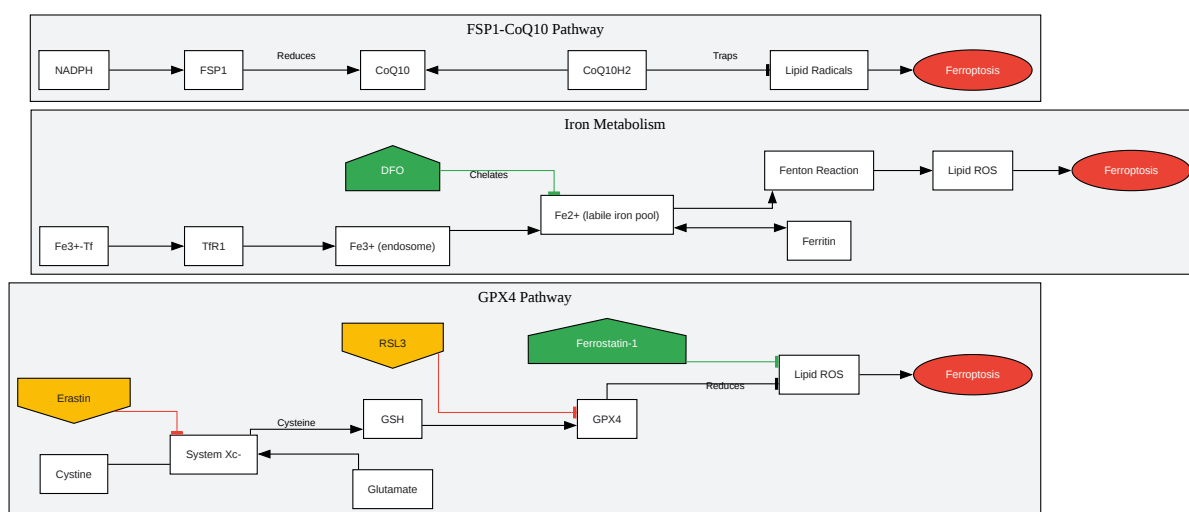 FSP1-CoQ10 Pathway
NADPH
FSP1
Reduces
CoQ10
CoQ10H2
Traps
Lipid Radicals
Ferroptosis
Iron Metabolism
DFO
Chelates
Fe2+ (labile iron pool)
Fenton Reaction
Lipid ROS
Ferroptosis
Fe3+-Tf
TfR1
Fe3+ (endosome)
Ferritin
GPX4 Pathway
RSL3
Ferrostatin-1
Erastin
Lipid ROS
Ferroptosis
Reduces
Cysteine
GSH
GPX4
System Xc-
Cystine
Glutamate